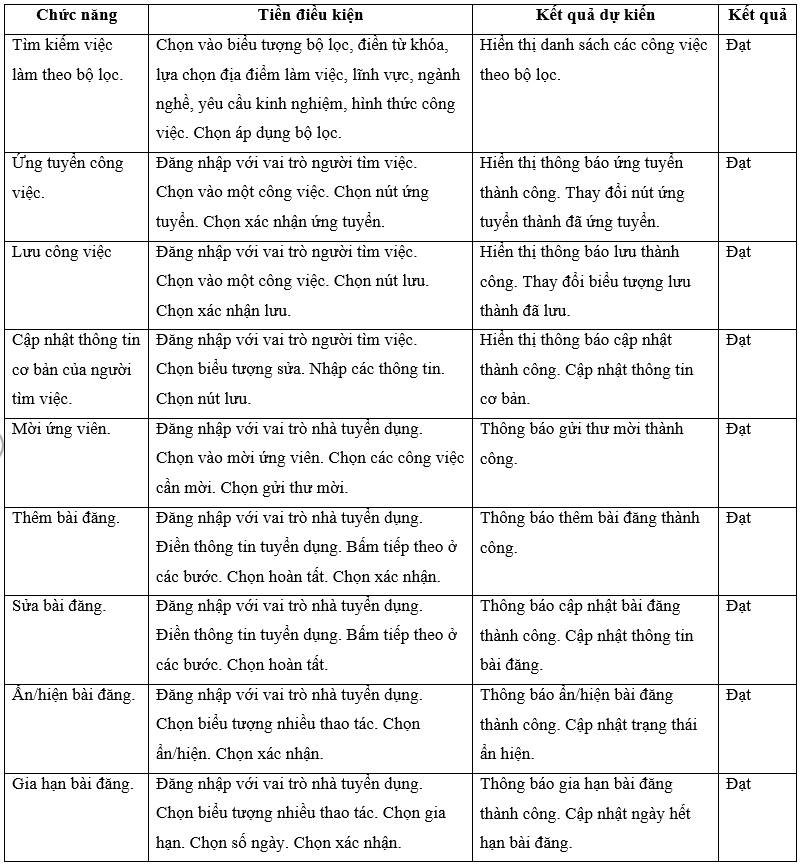 Chức năng Tiền điều kiện Kết quả dự kiến Kết quả
Tìm kiếm việc làm theo bộ lọc.
Chọn vào biểu tượng bộ lọc, điền từ khóa,
lựa chọn địa điểm làm việc, lĩnh vực, ngành
nghề, yêu cầu kinh nghiệm, hình thức công
việc. Chọn áp dụng bộ lọc.
Hiển thị danh sách các công việc
theo bộ lọc.
Đạt
Ứng tuyển công
việc.
Đăng nhập với vai trò người tìm việc.
Chọn vào một công việc. Chọn nút ứng
tuyển. Chọn xác nhận ứng tuyển.
Hiển thị thông báo ứng tuyển
thành công. Thay đổi nút ứng
tuyển thành đã ứng tuyển.
Đạt
Lưu công việc
Đăng nhập với vai trò người tìm việc.
Chọn vào một công việc. Chọn nút lưu.
Chọn xác nhận lưu.
Hiển thị thông báo lưu thành
công. Thay đổi biểu tượng lưu
thành đã lưu.
Đạt
Cập nhật thông tin
cơ bản của người
tìm việc.
Đăng nhập với vai trò người tìm việc.
Chọn biểu tượng sửa. Nhập các thông tin.
Chọn nút lưu.
Hiển thị thông báo cập nhật
thành công. Cập nhật thông tin
cơ bản.
Đạt
Mời ứng viên.
Đăng nhập với vai trò nhà tuyển dụng.
Chọn vào mời ứng viên. Chọn các công việc
cần mời. Chọn gửi thư mời.
Thông báo gửi thư mời thành
công.
Đạt
Thêm bài đăng.
Đăng nhập với vai trò nhà tuyển dụng.
Điền thông tin tuyển dụng. Bấm tiếp theo ở
các bước. Chọn hoàn tất. Chọn xác nhận.
Thông báo thêm bài đăng thành
công.
Đạt
Sửa bài đăng.
Đăng nhập với vai trò nhà tuyển dụng.
Điền thông tin tuyển dụng. Bấm tiếp theo ở
các bước. Chọn hoàn tất.
Thông báo cập nhật bài đăng
thành công. Cập nhật thông tin
bài đăng.
Đạt
Ẩn/hiện bài đăng.
Đăng nhập với vai trò nhà tuyển dụng.
Chọn biểu tượng nhiều thao tác. Chọn
ẩn/hiện. Chọn xác nhận.
Thông báo ẩn/hiện bài đăng
thành công. Cập nhật trạng thái
ẩn hiện.
Đạt
Gia hạn bài đăng.
Đăng nhập với vai trò nhà tuyển dụng.
Chọn biểu tượng nhiều thao tác. Chọn gia
hạn. Chọn số ngày. Chọn xác nhận.
Thông báo gia hạn bài đăng
thành công. Cập nhật ngày hết
hạn bài đăng.
Đạt